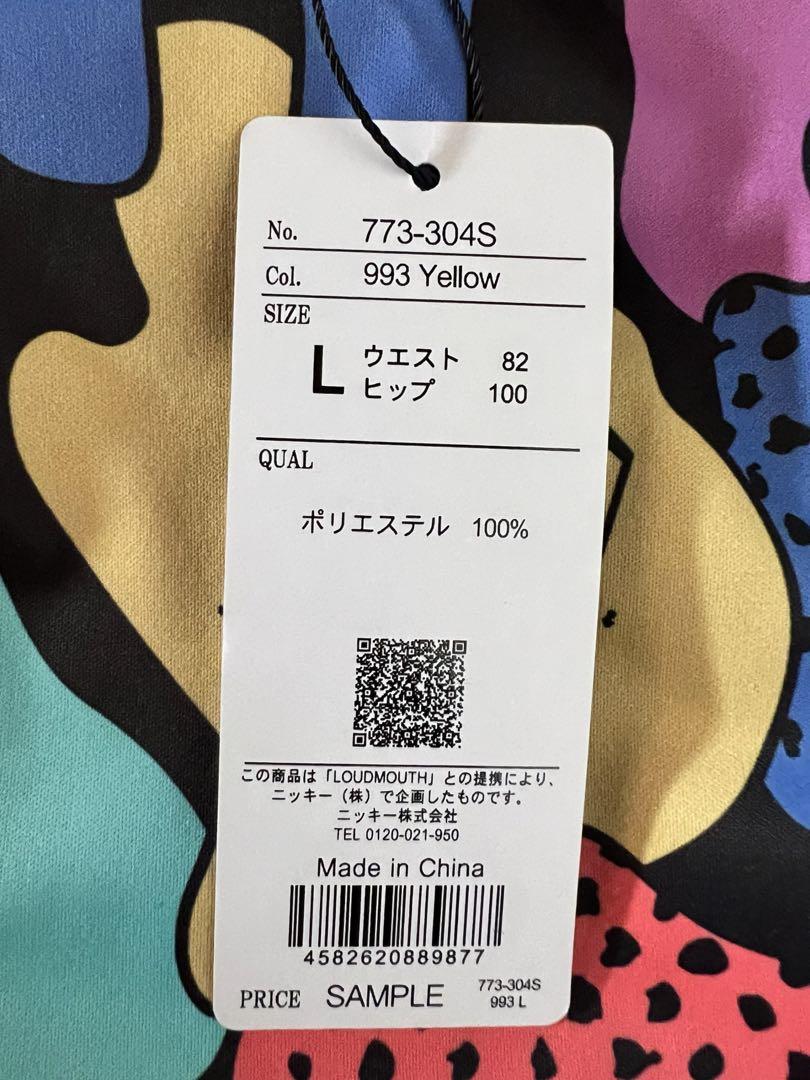 No. 773-304S
Col. 993 Yellow
SIZE
L ウエスト 82
ヒップ 100
QUAL
ポリエステル 100%
この商品は「LOUDMOUTH」との提携により、
ニッキー（株）で企画したものです。
ニッキー株式会社
TEL 0120-021-950
Made in China
4582620889877
PRICE SAMPLE 773-304S
993 L